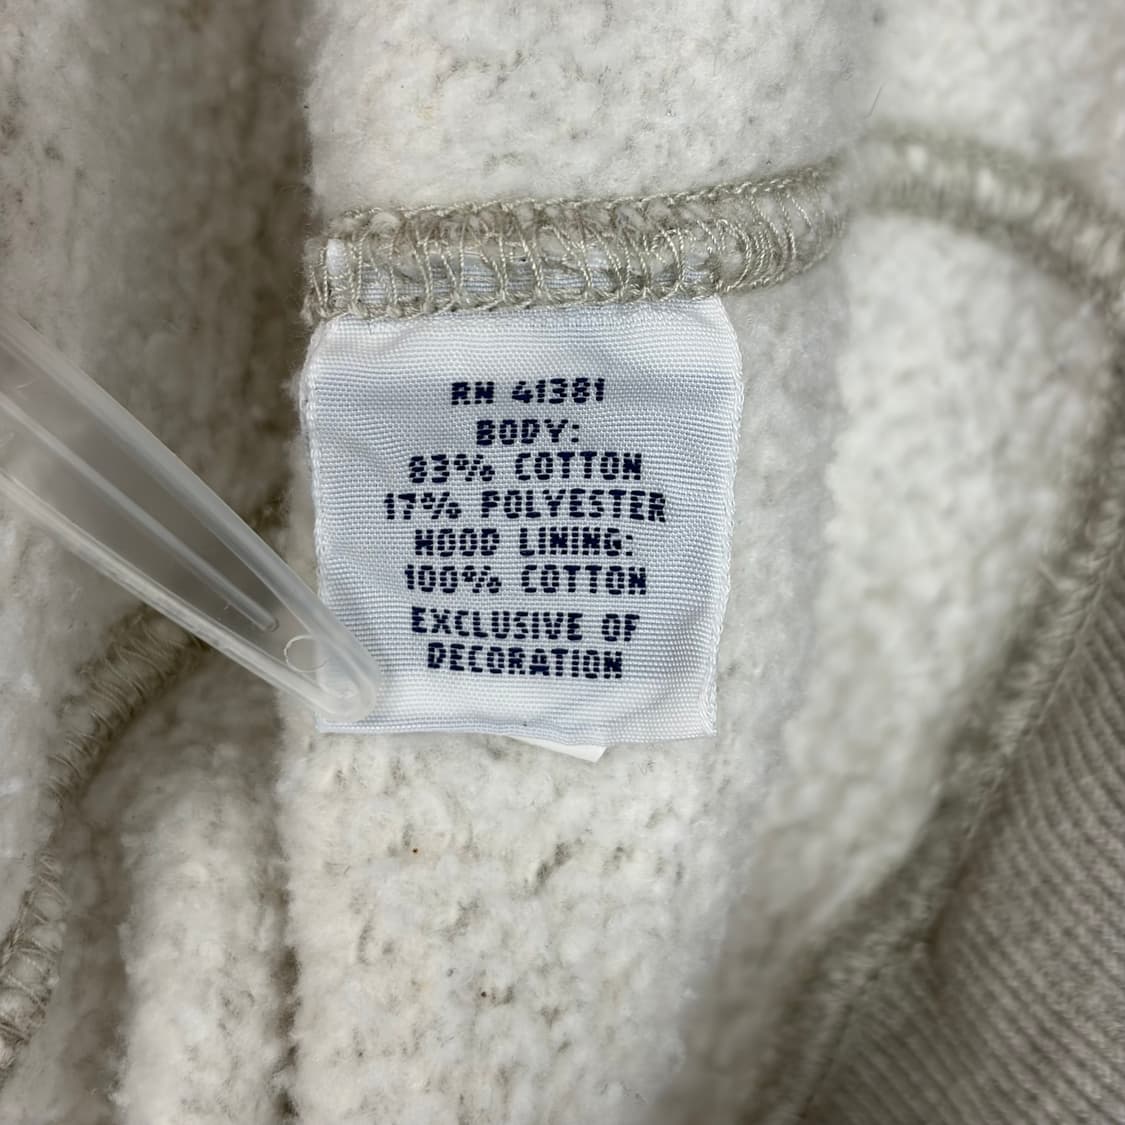 RN 41381
BODY:
83% COTTON
17% POLYESTER
HOOD LINING:
100% COTTON
EXCLUSIVE OF
DECORATION